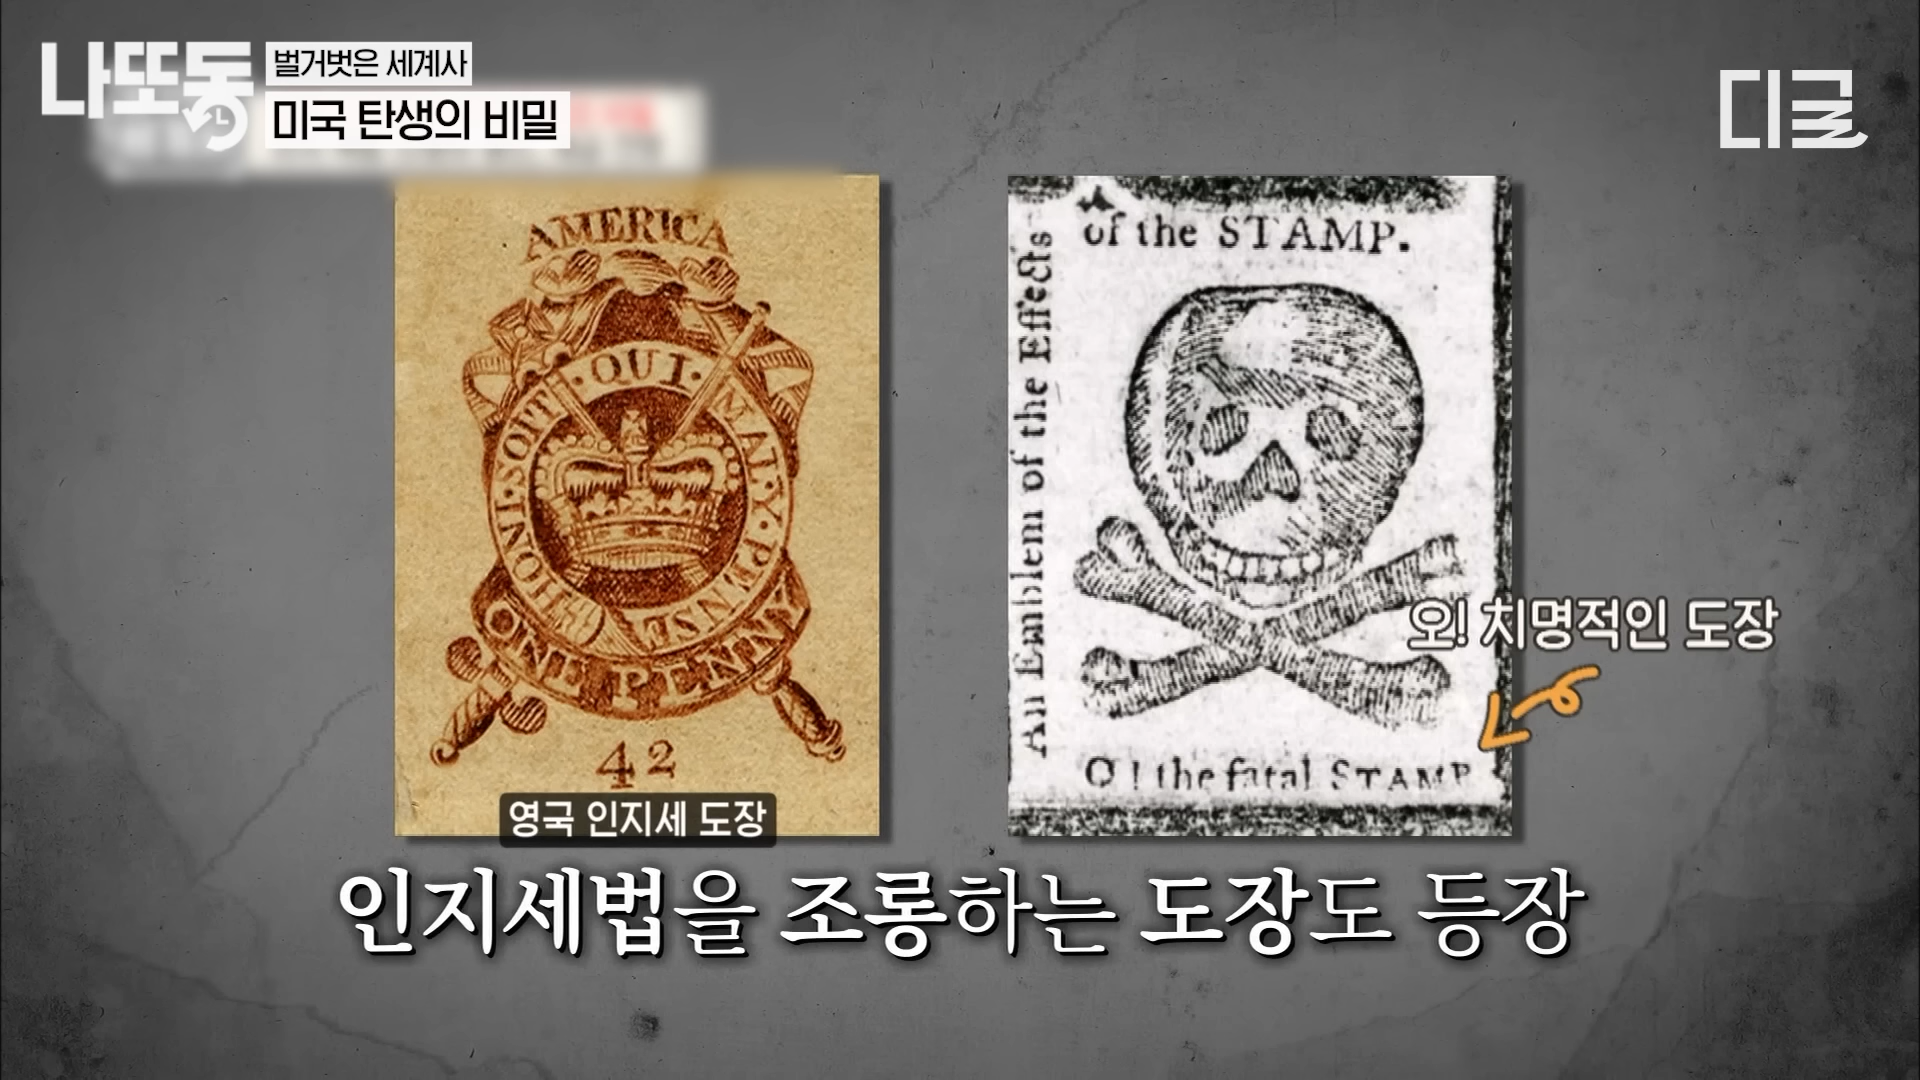 나또동
벌거벗은 세계사
미국 탄생의 비밀
디글
AMERICA
HONI·SOIT·QUI·MAL·Y·PENSE
ONE PENNY
42
영국 인지세 도장
An Emblem of the Effects
of the STAMP.
O! the fatal STAMP
오! 치명적인 도장
인지세법을 조롱하는 도장도 등장